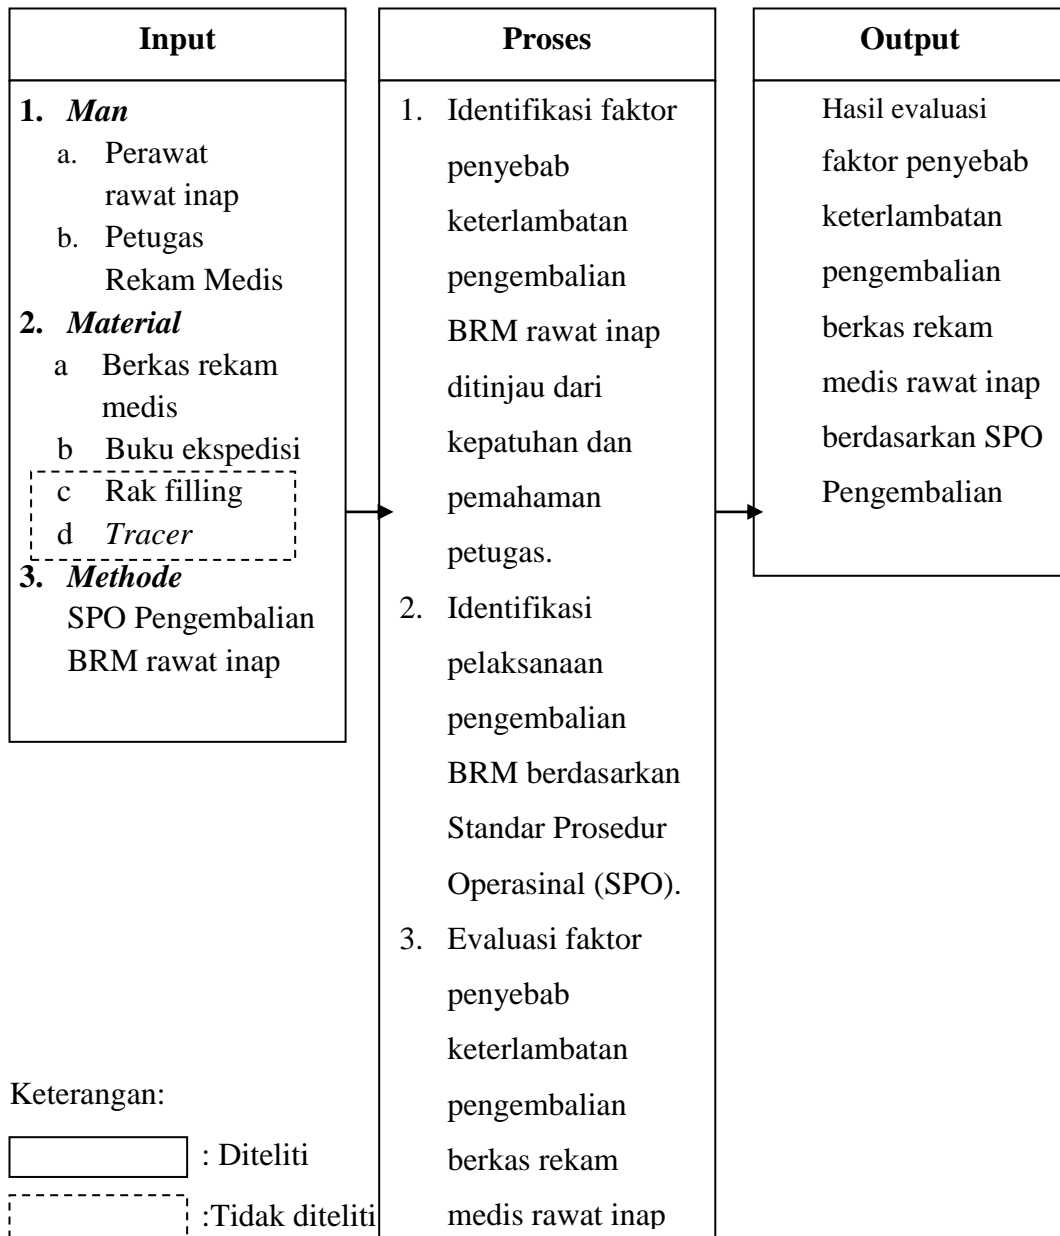 Input
1. Man
a. Perawat
rawat inap
b. Petugas
Rekam Medis
2. Material
a Berkas rekam
medis
b Buku ekspedisi
c Rak filling
d Tracer
3. Methode
SPO Pengembalian
BRM rawat inap
Proses
1. Identifikasi faktor
penyebab
keterlambatan
pengembalian
BRM rawat inap
ditinjau dari
kepatuhan dan
pemahaman
petugas.
2. Identifikasi
pelaksanaan
pengembalian
BRM berdasarkan
Standar Prosedur
Operasinal (SPO).
3. Evaluasi faktor
penyebab
keterlambatan
pengembalian
berkas rekam
medis rawat inap
Output
Hasil evaluasi
faktor penyebab
keterlambatan
pengembalian
berkas rekam
medis rawat inap
berdasarkan SPO
Pengembalian
Keterangan:
: Diteliti
:Tidak diteliti